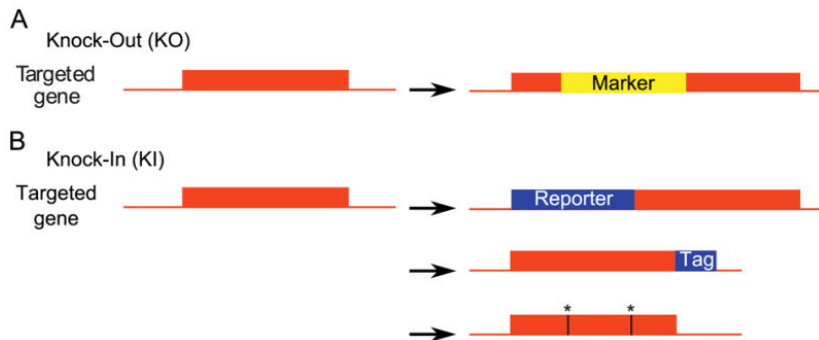 A
Knock-Out (KO)
Targeted
gene
Marker
B
Knock-In (KI)
Targeted
gene
Reporter
Tag
* *